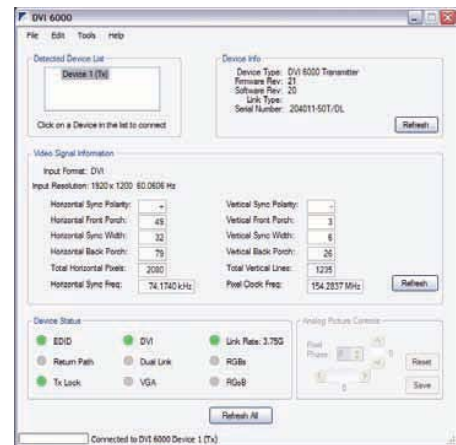 DVI 6000
File Edit Tools Help
Detected Device List
Device 1 (Tx)
Click on a Device in the list to connect
Device Info
Device Type: DVI 6000 Transmitter
Firmware Rev: 21
Software Rev: 20
Link Type:
Serial Number: 204011-50T/DL
Refresh
Video Signal Information
Input Format: DVI
Input Resolution: 1920 x 1200 60.0606 Hz
Horizontal Sync Polarity: +
Horizontal Front Porch: 49
Horizontal Sync Width: 32
Horizontal Back Porch: 79
Total Horizontal Pixels: 2080
Horizontal Sync Freq: 74.1740 kHz
Vertical Sync Polarity: -
Vertical Front Porch: 3
Vertical Sync Width: 6
Vertical Back Porch: 26
Total Vertical Lines: 1235
Pixel Clock Freq: 154.2837 MHz
Refresh
Device Status
EDID DVI Link Rate: 3.75G
Return Path Dual Link RGBs
Tx Lock VGA RGsB
Analog Picture Controls
Pixel
Phase
0
0
Reset
Save
Refresh All
Connected to DVI 6000 Device 1 (Tx)